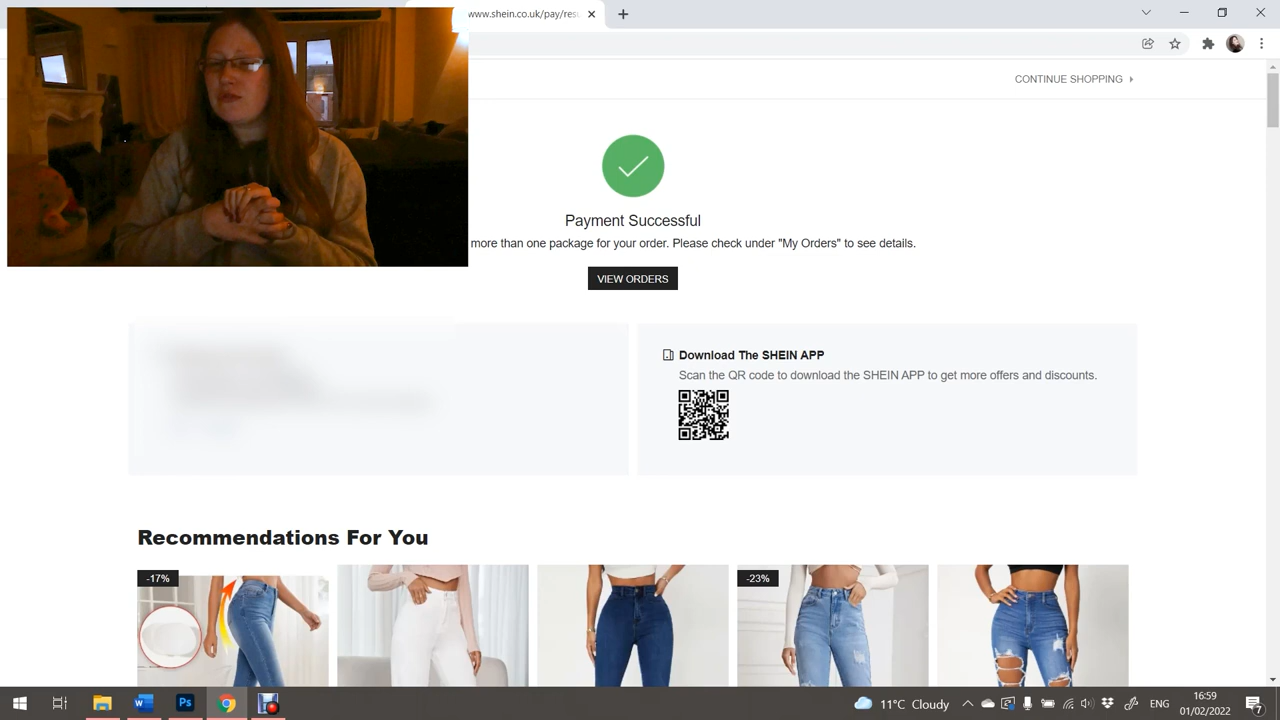 www.shein.co.uk/pay/resu
CONTINUE SHOPPING
Payment Successful
more than one package for your order. Please check under "My Orders" to see details.
VIEW ORDERS
Download The SHEIN APP
Scan the QR code to download the SHEIN APP to get more offers and discounts.
Recommendations For You
-17%
-23%
W
Ps
11°C Cloudy
ENG
16:59
01/02/2022
7